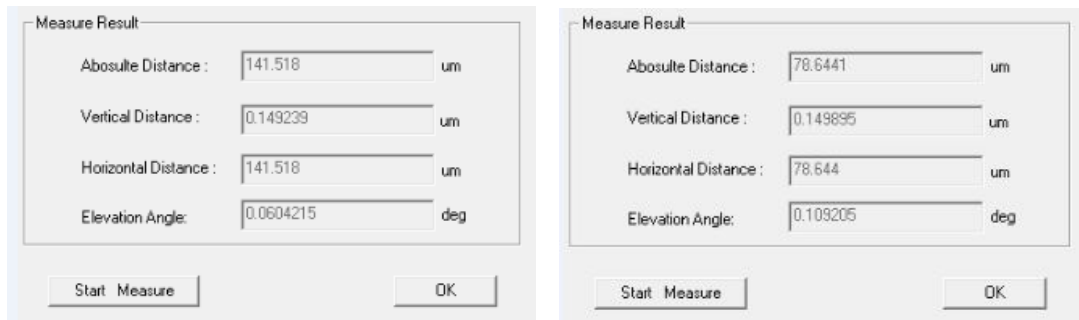 Measure Result
Abosulte Distance : 141.518 um
Vertical Distance : 0.149239 um
Horizontal Distance : 141.518 um
Elevation Angle: 0.0604215 deg
Start Measure OK
Measure Result
Abosulte Distance : 78.6441 um
Vertical Distance : 0.149895 um
Horizontal Distance : 78.644 um
Elevation Angle: 0.109205 deg
Start Measure OK